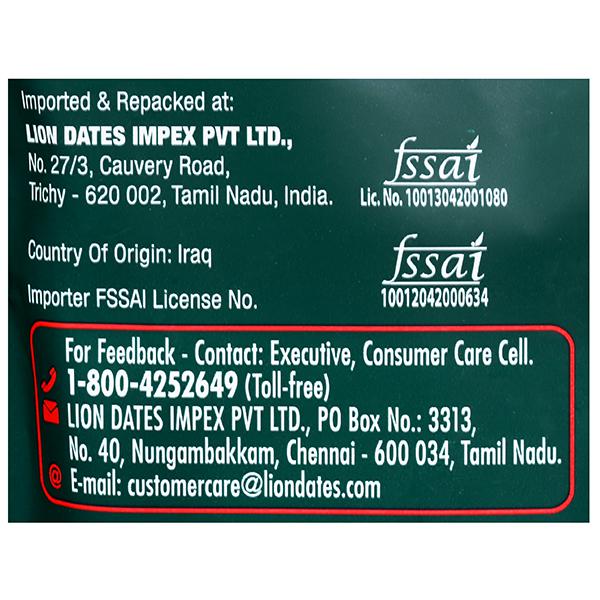 Imported & Repacked at:
LION DATES IMPEX PVT LTD.,
No. 27/3, Cauvery Road,
Trichy - 620 002, Tamil Nadu, India.
fssai
Lic. No. 10013042001080
Country Of Origin: Iraq
Importer FSSAI License No.
fssai
10012042000634
For Feedback - Contact: Executive, Consumer Care Cell.
1-800-4252649 (Toll-free)
LION DATES IMPEX PVT LTD., PO Box No.: 3313,
No. 40, Nungambakkam, Chennai - 600 034, Tamil Nadu.
@ E-mail: customercare@liondates.com